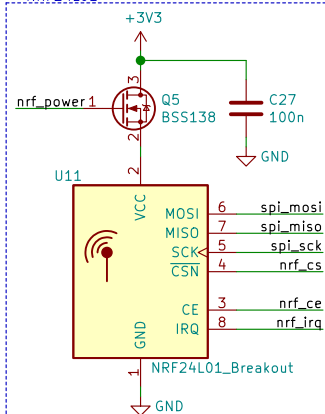 +3V3
3
nrf_power 1
Q5
BSS138
2
C27
100n
GND
U11
2
VCC
MOSI 6 spi_mosi
MISO 7 spi_miso
SCK 5 spi_sck
CSN 4 nrf_cs
CE 3 nrf_ce
IRQ 8 nrf_irq
GND
1
NRF24L01_Breakout
GND